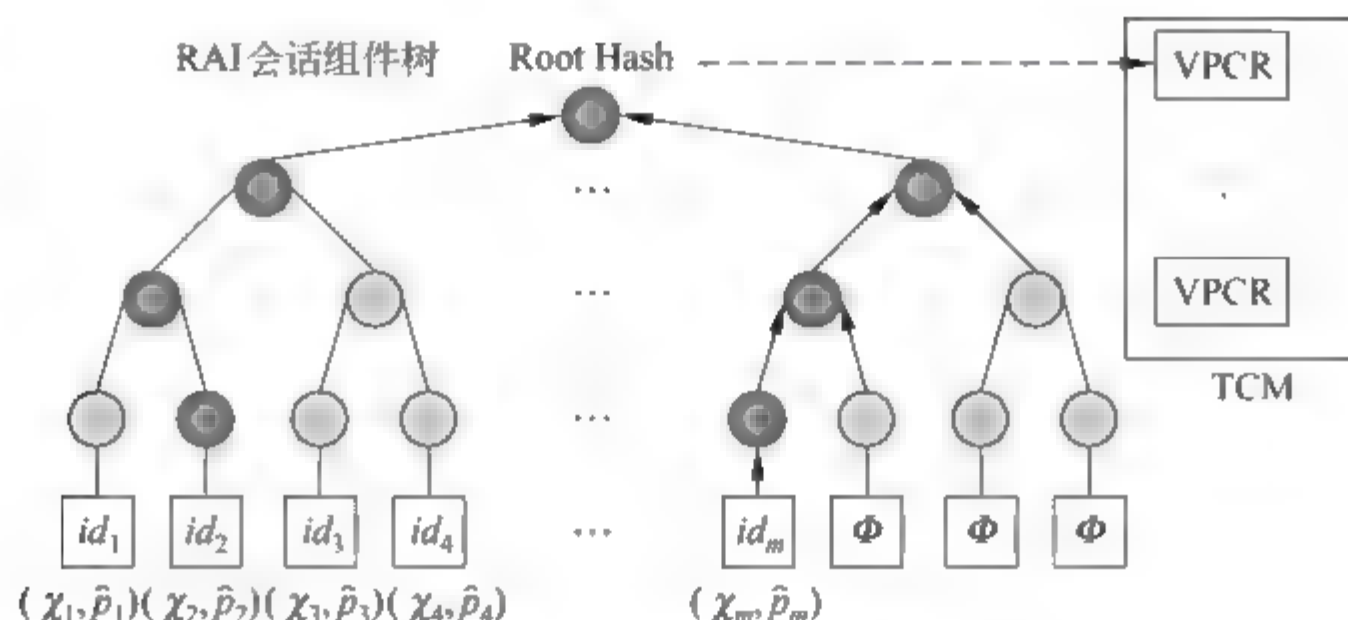 RAI会话组件树 Root Hash VPCR
...
... VPCR
... TCM
id₁ id₂ id₃ id₄ ... idₘ Φ Φ Φ
(χ₁,p̂₁)(χ₂,p̂₂)(χ₃,p̂₃)(χ₄,p̂₄) (χₘ,p̂ₘ)